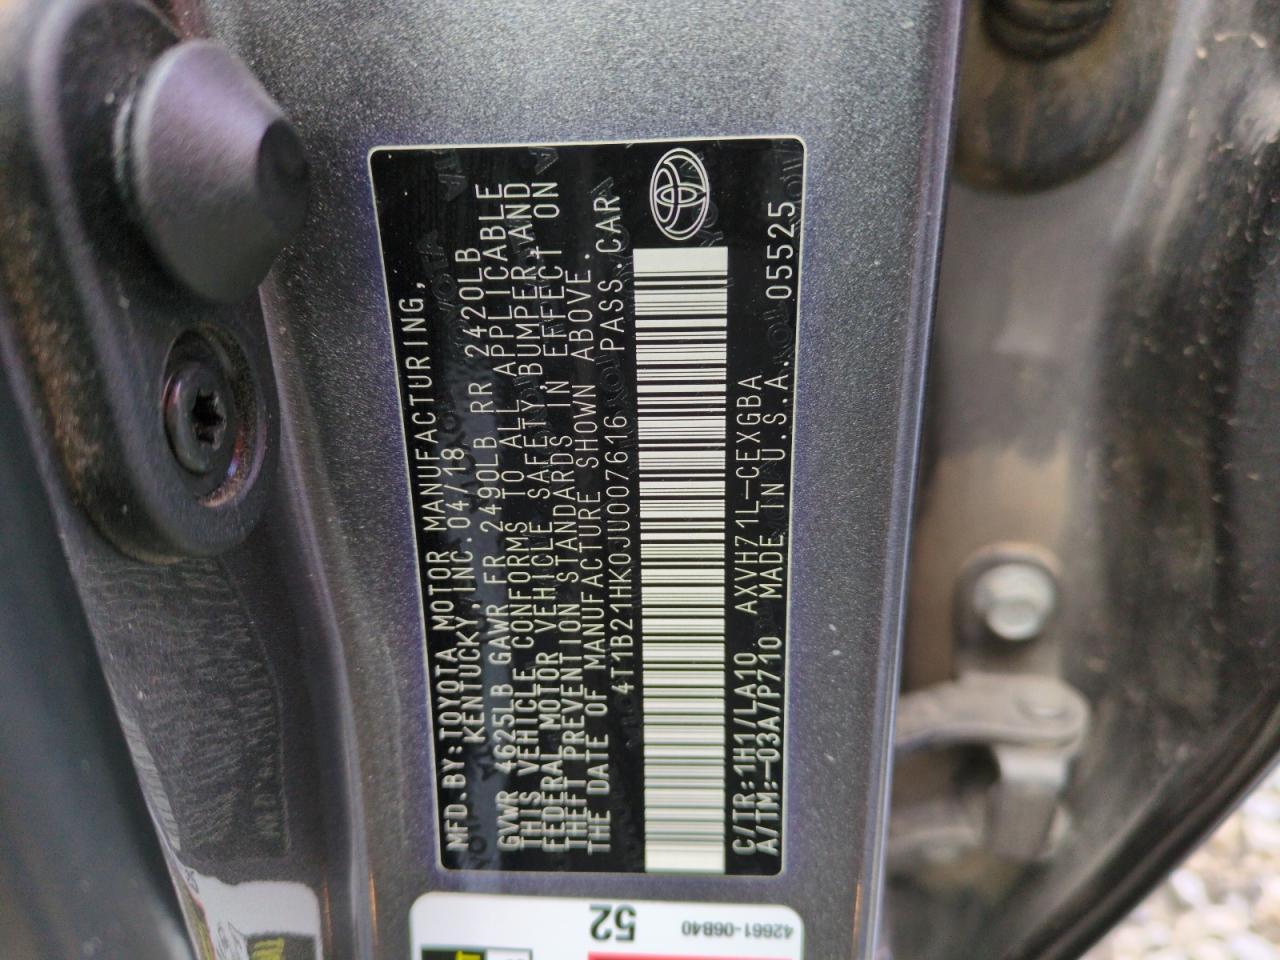 MFD.BY:TOYOTA MOTOR MANUFACTURING,
KENTUCKY,INC.04/18
GVWR 4625LB GAWR FR 2490LB RR 2420LB
THIS VEHICLE CONFORMS TO ALL APPLICABLE
FEDERAL MOTOR VEHICLE SAFETY,BUMPER,AND
THEFT PREVENTION STANDARDS IN EFFECT ON
THE DATE OF MANUFACTURE SHOWN ABOVE.
4T1B21HK0JU007616 PASS.CAR
C/TR:1H1/LA10 AXVH71L-CEXGBA
A/TM:-03A/P710 MADE IN U.S.A. 05525
52
42661-06B40